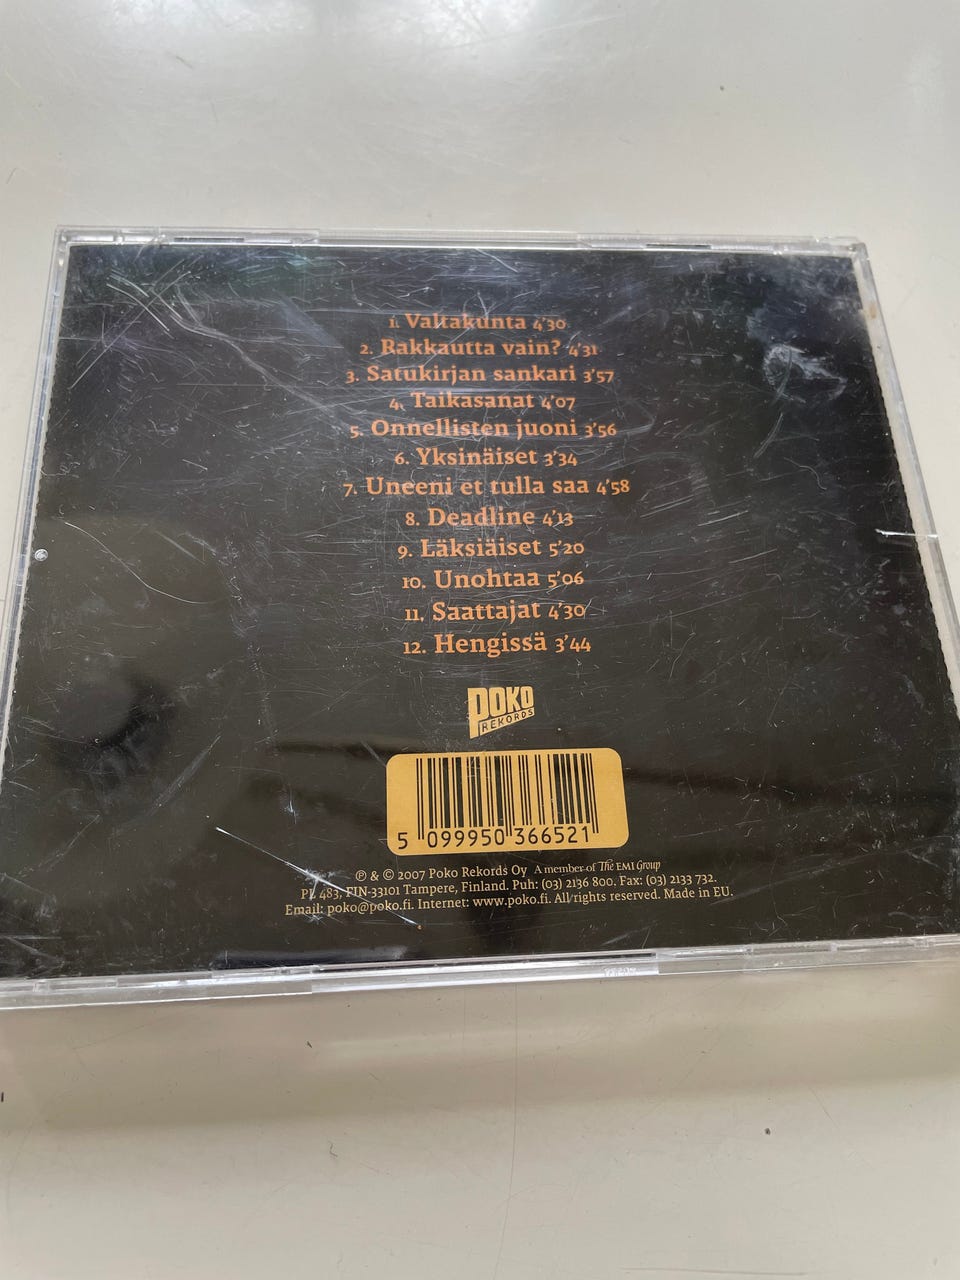 1. Valtakunta 4'30
2. Rakkautta vain? 4'31
3. Satukirjan sankari 3'57
4. Taikasanat 4'07
5. Onnellisten juoni 3'56
6. Yksinäiset 3'34
7. Uneeni et tulla saa 4'58
8. Deadline 4'13
9. Läksiäiset 5'20
10. Unohtaa 5'06
11. Saattajat 4'30
12. Hengissä 3'44
POKO
REKORDS
5 099950 366521
℗ & © 2007 Poko Rekords Oy A member of The EMI Group
PL 483, FIN-33101 Tampere, Finland. Puh: (03) 2136 800. Fax: (03) 2133 732.
Email: poko@poko.fi. Internet: www.poko.fi. All rights reserved. Made in EU.